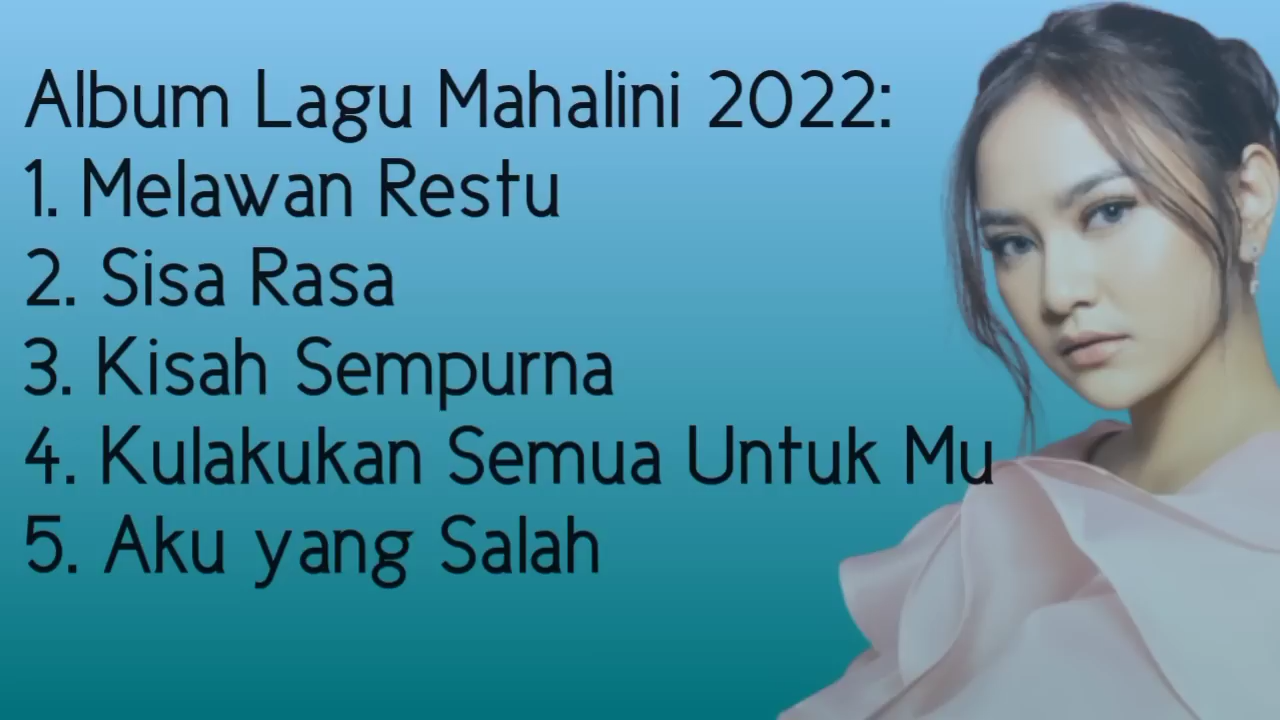 Album Lagu Mahalini 2022:
1. Melawan Restu
2. Sisa Rasa
3. Kisah Sempurna
4. Kulakukan Semua Untuk Mu
5. Aku yang Salah